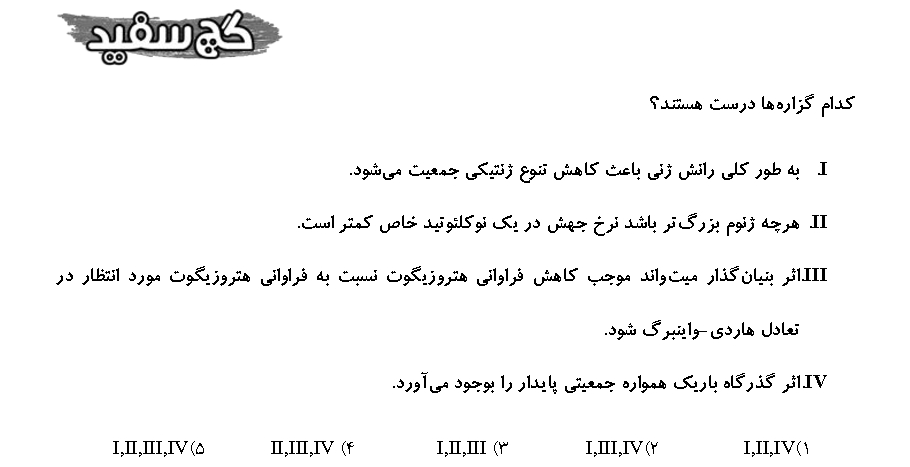 گچ سفید
کدام گزاره‌ها درست هستند؟
I. به طور کلی رانش ژنی باعث کاهش تنوع ژنتیکی جمعیت می‌شود.
II. هرچه ژنوم بزرگ‌تر باشد نرخ جهش در یک نوکلئوتید خاص کمتر است.
III. اثر بنیان‌گذار میت‌واند موجب کاهش فراوانی هتروزیگوت نسبت به فراوانی هتروزیگوت مورد انتظار در
تعادل هاردی-واینبرگ شود.
IV. اثر گذرگاه باریک همواره جمعیتی پایدار را بوجود می‌آورد.
۱) I,II,IV ۲) I,III,IV ۳) I,II,III ۴) II,III,IV ۵) I,II,III,IV